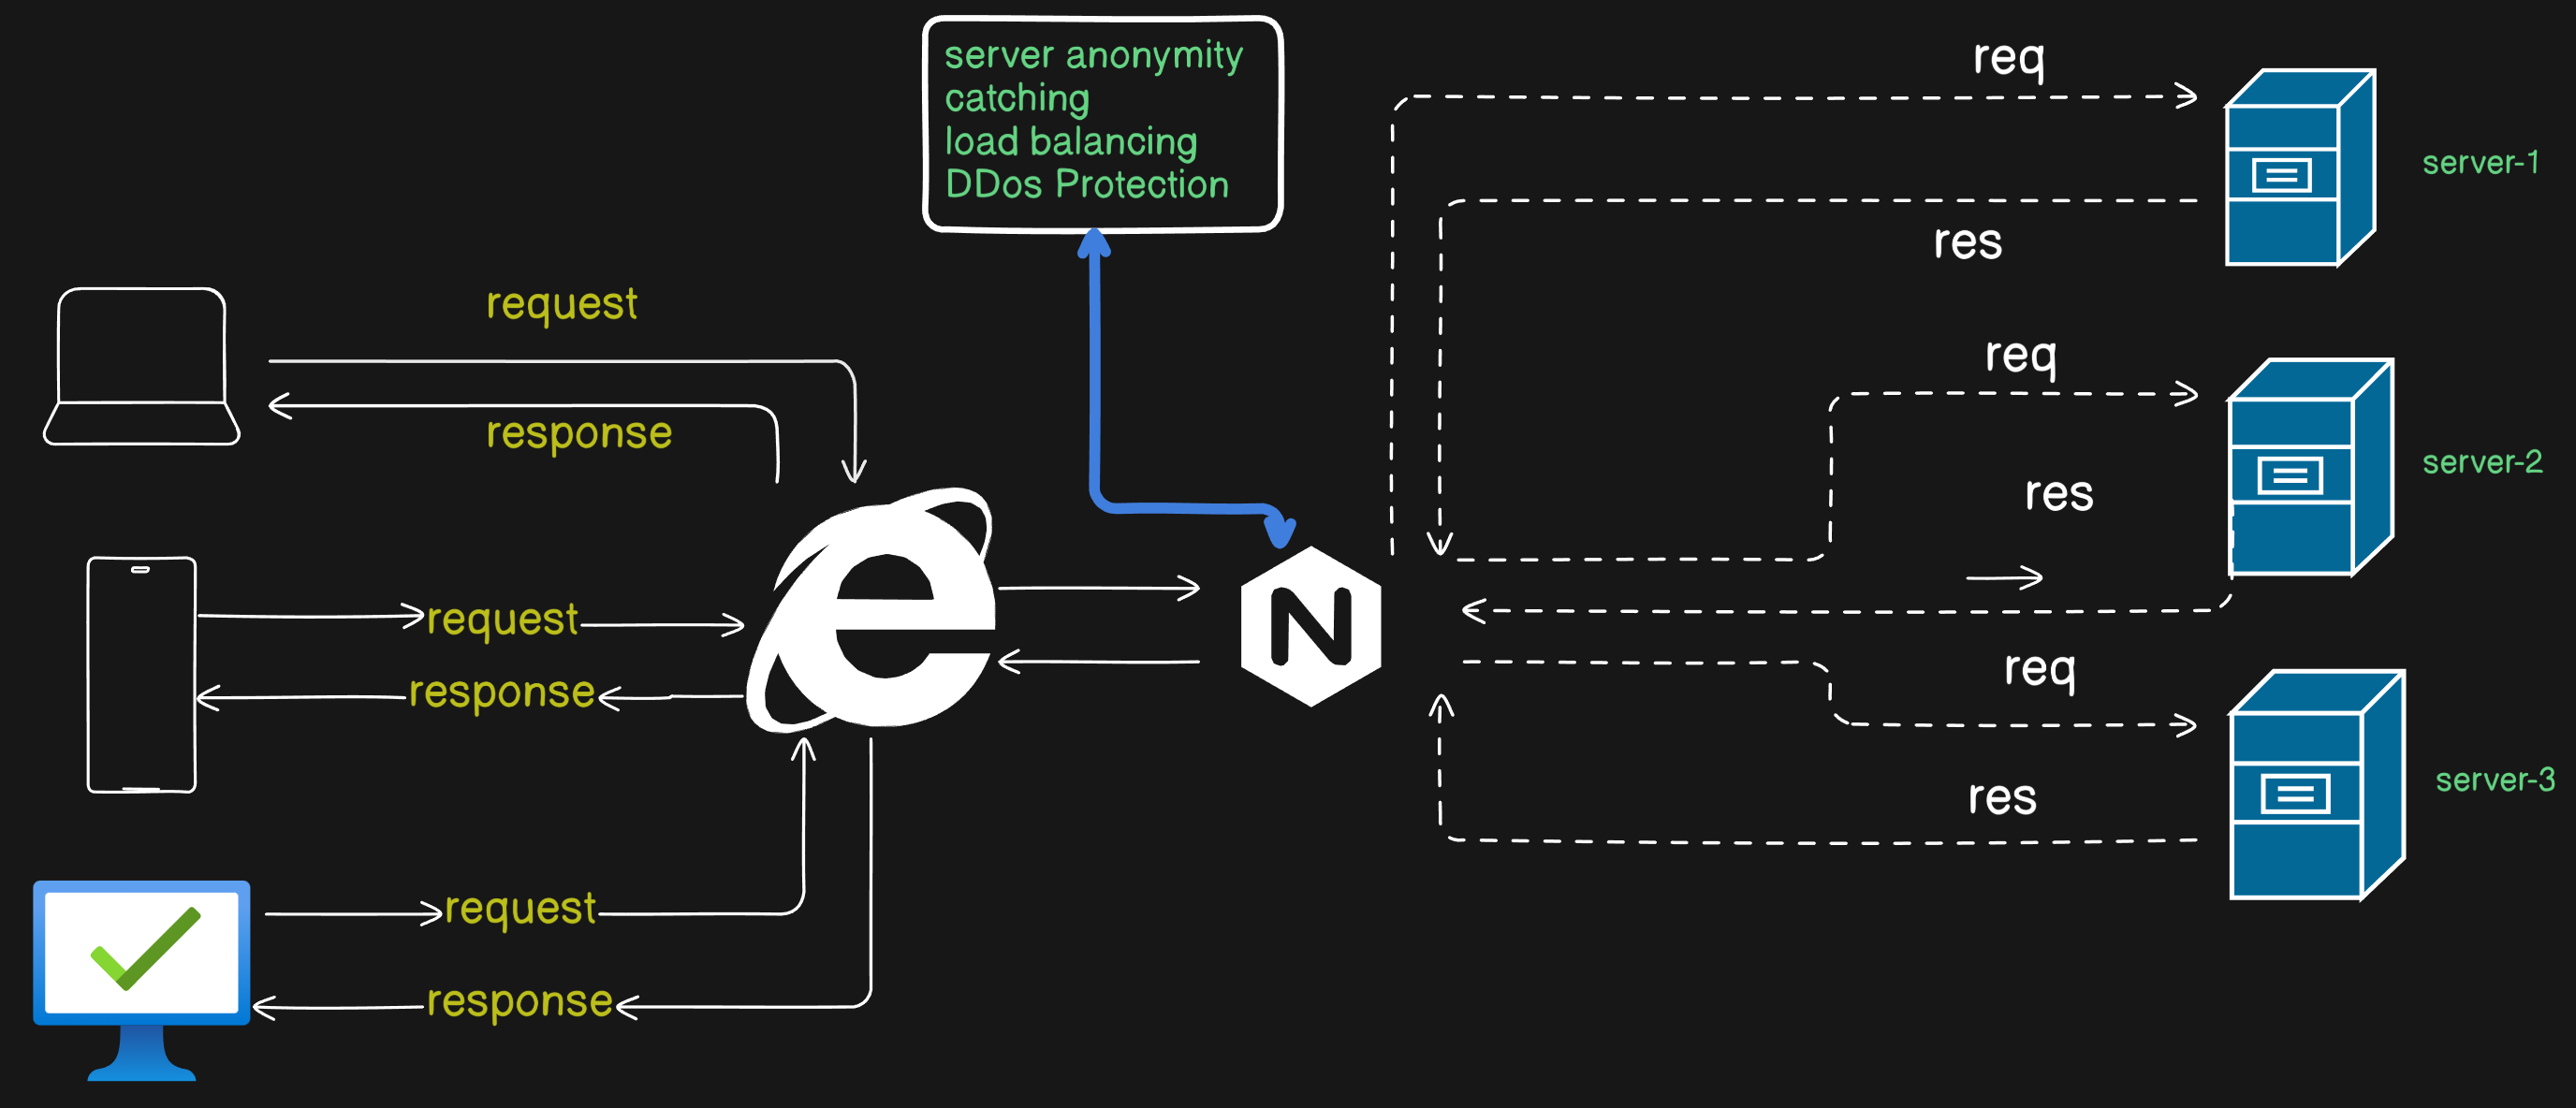 server anonymity
catching
load balancing
DDos Protection
request
response
request
response
request
response
N
req
res
server-1
req
res
server-2
req
res
server-3